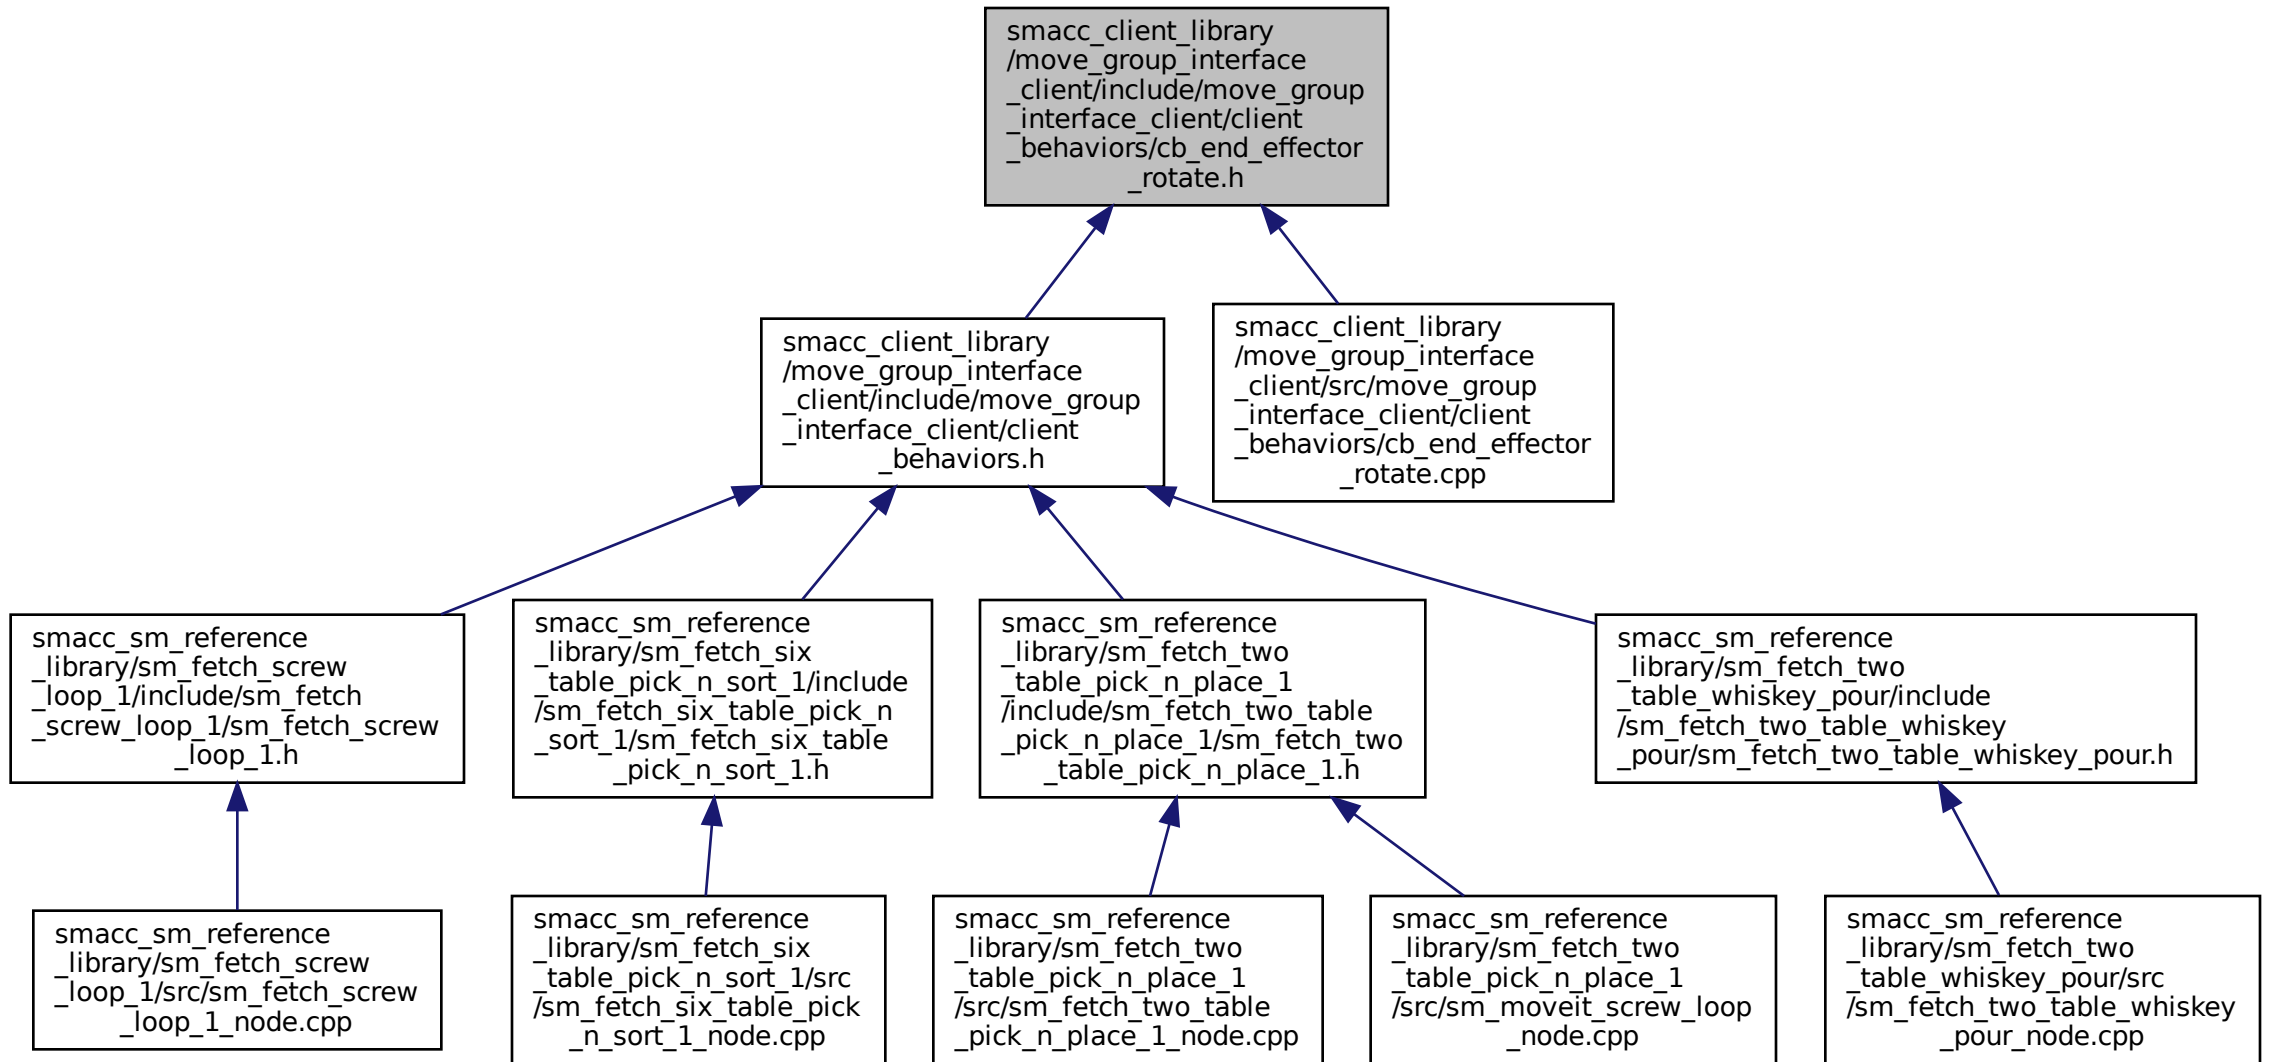 smacc_client_library
/move_group_interface
_client/include/move_group
_interface_client/client
_behaviors/cb_end_effector
_rotate.h
smacc_client_library
/move_group_interface
_client/include/move_group
_interface_client/client
_behaviors.h
smacc_client_library
/move_group_interface
_client/src/move_group
_interface_client/client
_behaviors/cb_end_effector
_rotate.cpp
smacc_sm_reference
_library/sm_fetch_screw
_loop_1/include/sm_fetch
_screw_loop_1/sm_fetch_screw
_loop_1.h
smacc_sm_reference
_library/sm_fetch_six
_table_pick_n_sort_1/include
/sm_fetch_six_table_pick_n
_sort_1/sm_fetch_six_table
_pick_n_sort_1.h
smacc_sm_reference
_library/sm_fetch_two
_table_pick_n_place_1
/include/sm_fetch_two_table
_pick_n_place_1/sm_fetch_two
_table_pick_n_place_1.h
smacc_sm_reference
_library/sm_fetch_two
_table_whiskey_pour/include
/sm_fetch_two_table_whiskey
_pour/sm_fetch_two_table_whiskey_pour.h
smacc_sm_reference
_library/sm_fetch_screw
_loop_1/src/sm_fetch_screw
_loop_1_node.cpp
smacc_sm_reference
_library/sm_fetch_six
_table_pick_n_sort_1/src
/sm_fetch_six_table_pick
_n_sort_1_node.cpp
smacc_sm_reference
_library/sm_fetch_two
_table_pick_n_place_1
/src/sm_fetch_two_table
_pick_n_place_1_node.cpp
smacc_sm_reference
_library/sm_fetch_two
_table_pick_n_place_1
/src/sm_moveit_screw_loop
_node.cpp
smacc_sm_reference
_library/sm_fetch_two
_table_whiskey_pour/src
/sm_fetch_two_table_whiskey
_pour_node.cpp